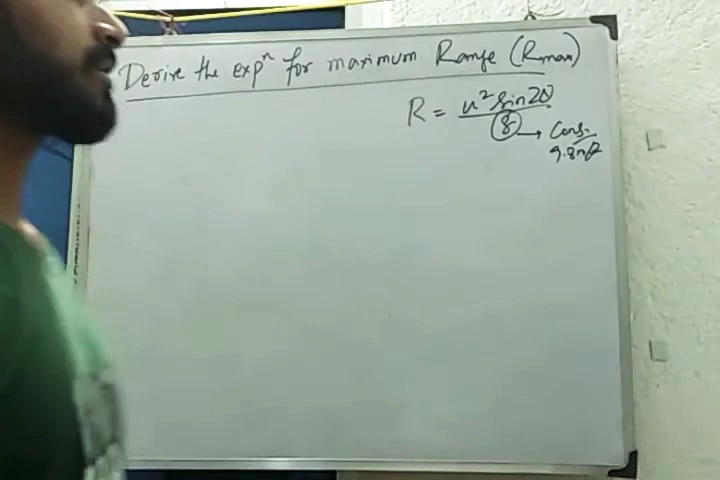 Derive the expⁿ for maximum Range (Rmax)
R = u² sin2θ / g → Cons.
9.8m/s²